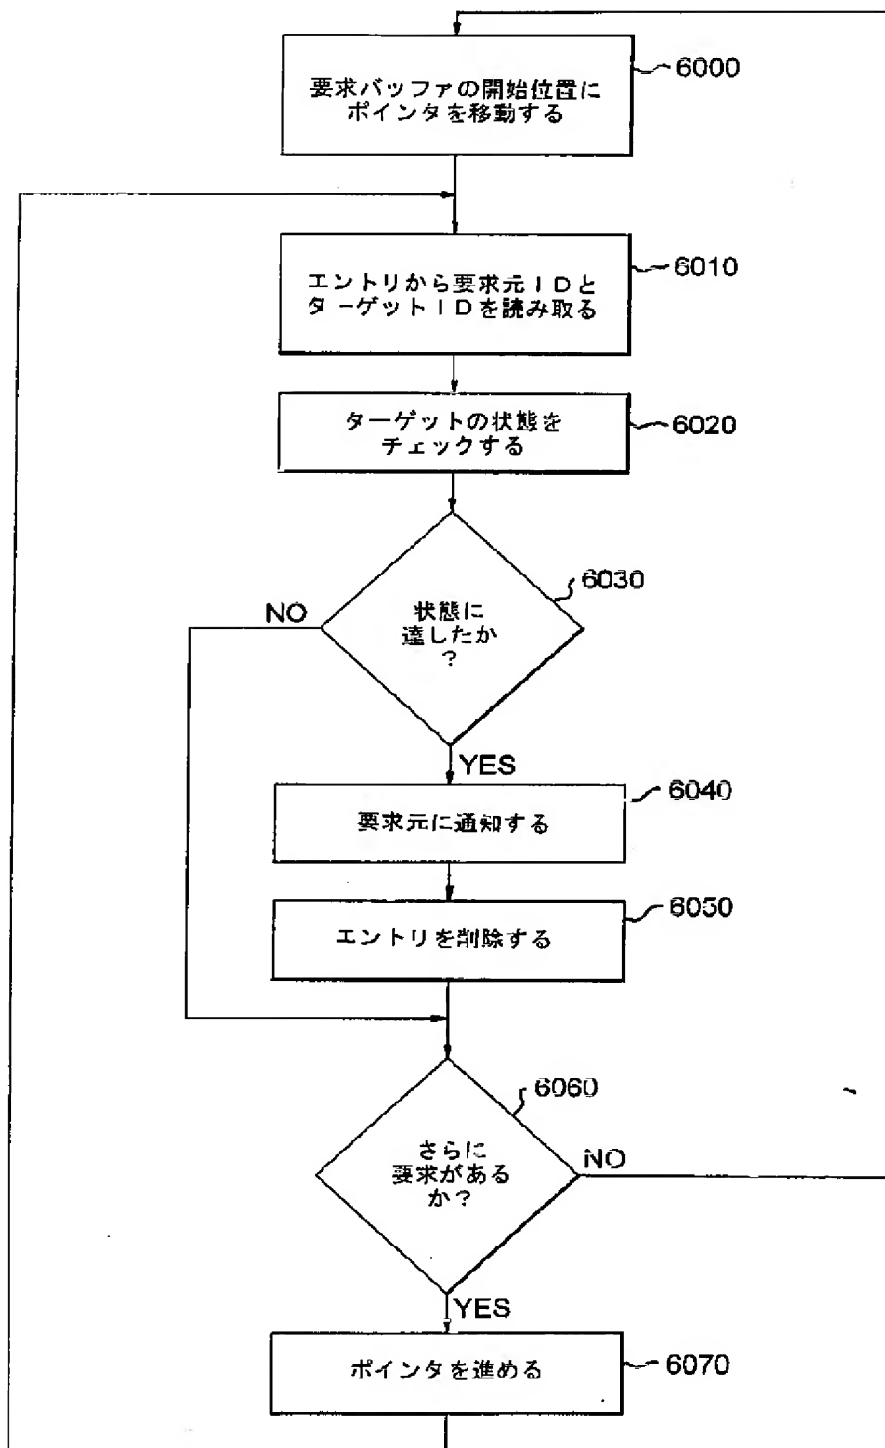 要求バッファの開始位置に
ポインタを移動する
6000
エントリから要求元IDと
ターゲットIDを読み取る
6010
ターゲットの状態を
チェックする
6020
状態に
達したか
?
6030
NO
YES
要求元に通知する
6040
エントリを削除する
6050
さらに
要求がある
か?
6060
NO
YES
ポインタを進める
6070